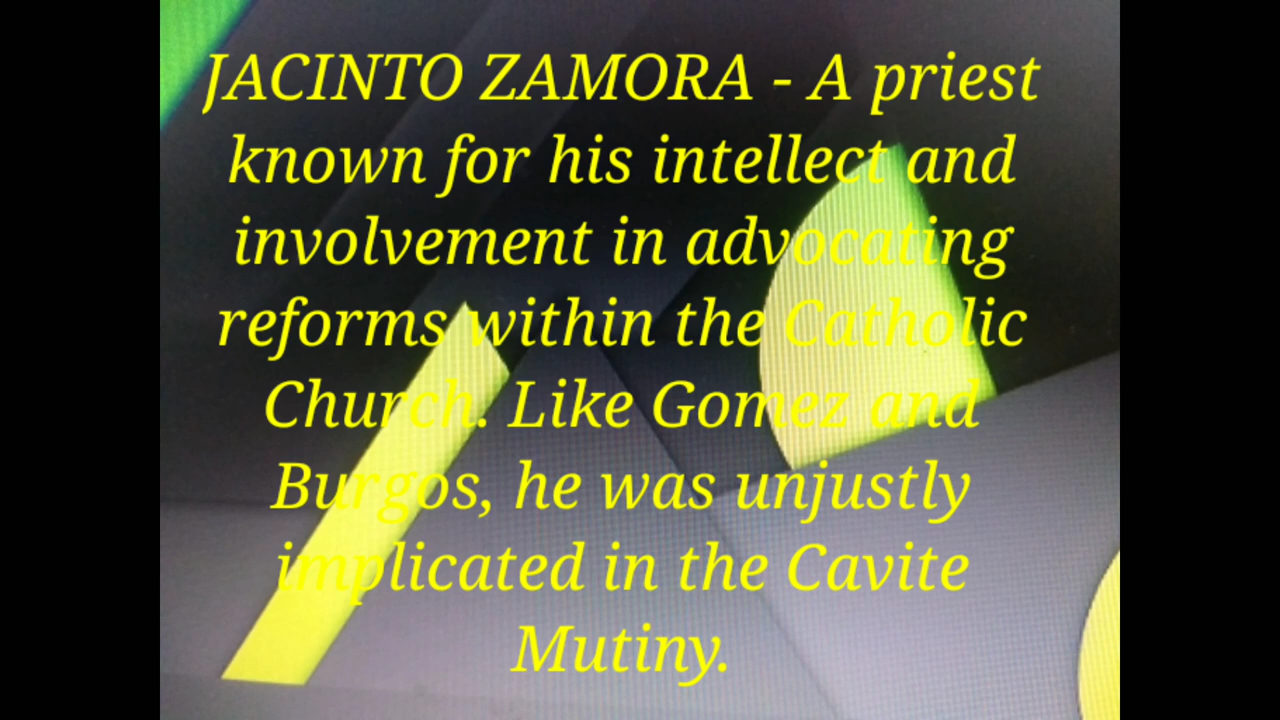 JACINTO ZAMORA - A priest
known for his intellect and
involvement in advocating
reforms within the Catholic
Church. Like Gomez and
Burgos, he was unjustly
implicated in the Cavite
Mutiny.